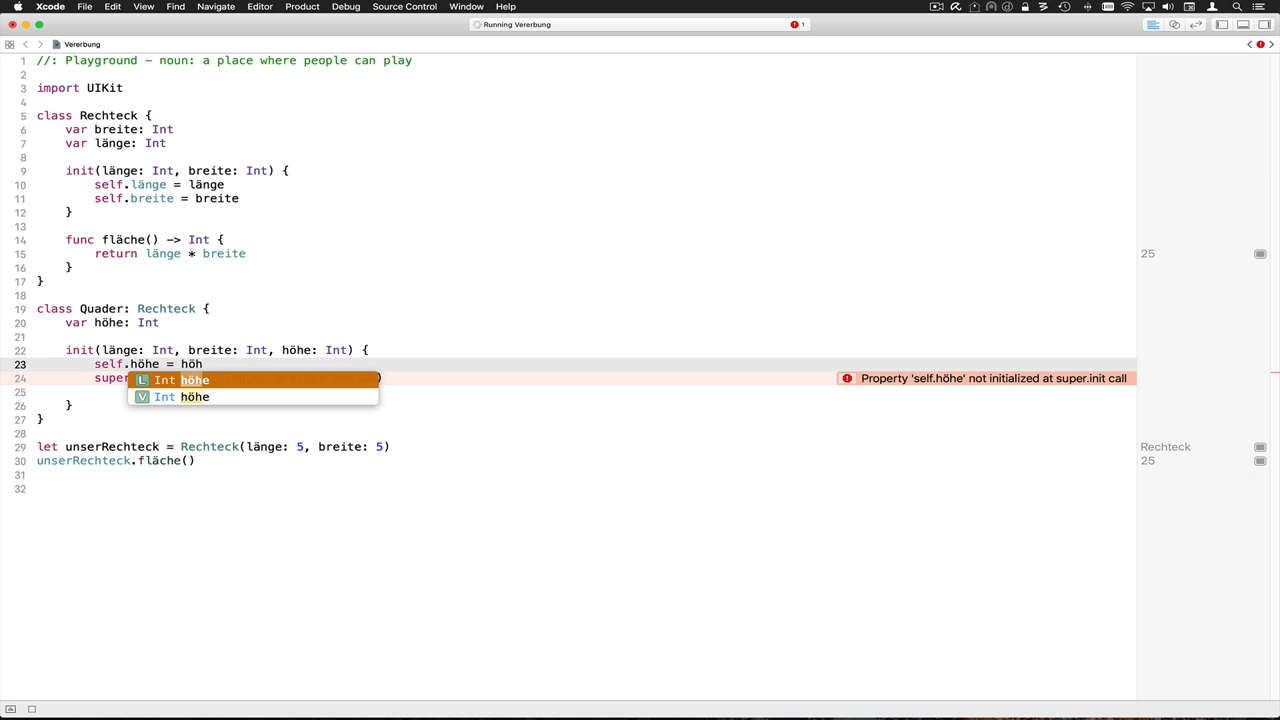 Xcode File Edit View Find Navigate Editor Product Debug Source Control Window Help
Running Vererbung 1
Vererbung
1 //: Playground - noun: a place where people can play
2
3 import UIKit
4
5 class Rechteck {
6 var breite: Int
7 var länge: Int
8
9 init(länge: Int, breite: Int) {
10 self.länge = länge
11 self.breite = breite
12 }
13
14 func fläche() -> Int {
15 return länge * breite 25
16 }
17 }
18
19 class Quader: Rechteck {
20 var höhe: Int
21
22 init(länge: Int, breite: Int, höhe: Int) {
23 self.höhe = höh
24 super ) Property 'self.höhe' not initialized at super.init call
L Int höhe
V Int höhe
25
26 }
27 }
28
29 let unserRechteck = Rechteck(länge: 5, breite: 5) Rechteck
30 unserRechteck.fläche() 25
31
32